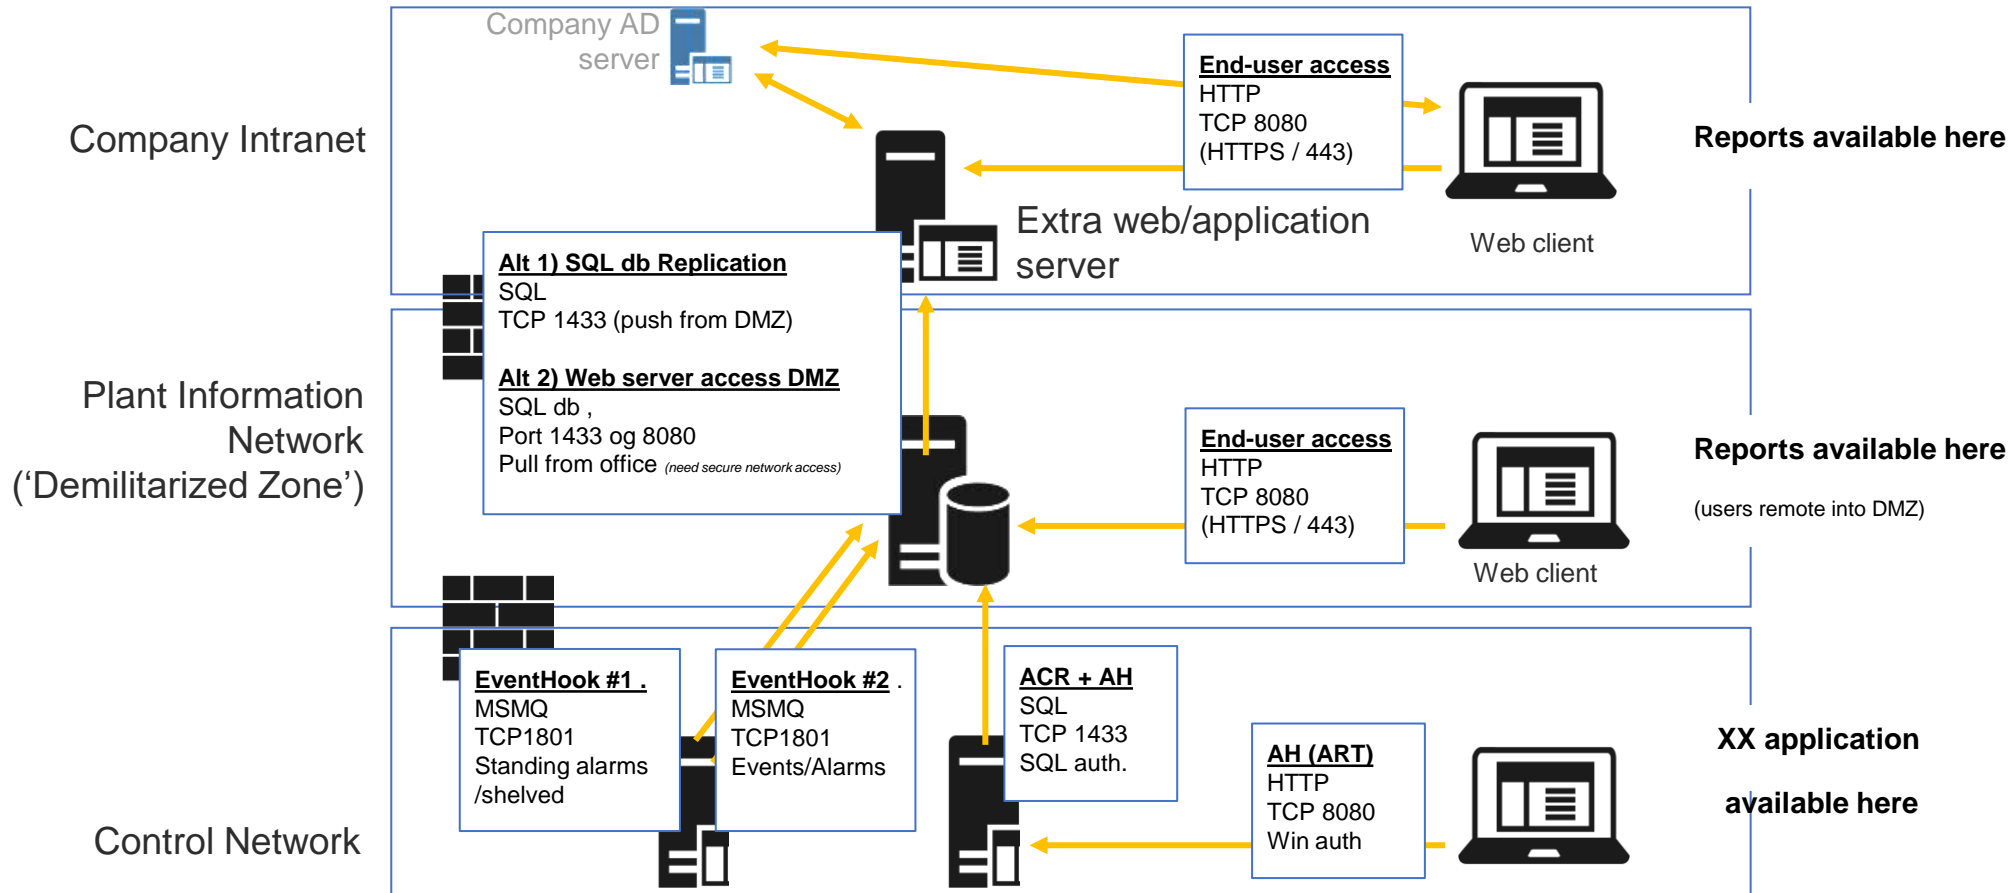 Company AD
server
Company Intranet
End-user access
HTTP
TCP 8080
(HTTPS / 443)
Reports available here
Web client
Extra web/application
server
Alt 1) SQL db Replication
SQL
TCP 1433 (push from DMZ)
Alt 2) Web server access DMZ
SQL db ,
Port 1433 og 8080
Pull from office (need secure network access)
Plant Information
Network
(‘Demilitarized Zone’)
End-user access
HTTP
TCP 8080
(HTTPS / 443)
Web client
Reports available here
(users remote into DMZ)
Control Network
EventHook #1 .
MSMQ
TCP1801
Standing alarms
/shelved
EventHook #2 .
MSMQ
TCP1801
Events/Alarms
ACR + AH
SQL
TCP 1433
SQL auth.
AH (ART)
HTTP
TCP 8080
Win auth
XX application
available here